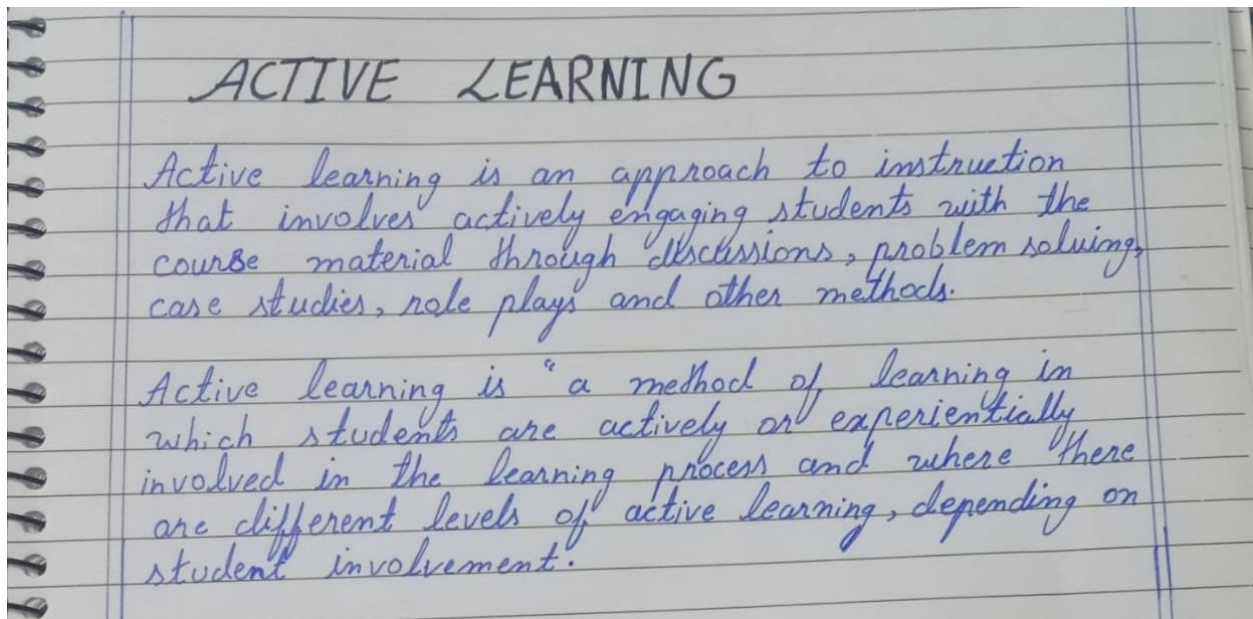 ACTIVE LEARNING
Active learning is an approach to instruction
that involves actively engaging students with the
course material through discussions, problem solving,
case studies, role plays and other methods.
Active learning is "a method of learning in
which students are actively or experientially
involved in the learning process and where there
are different levels of active learning, depending on
student involvement.